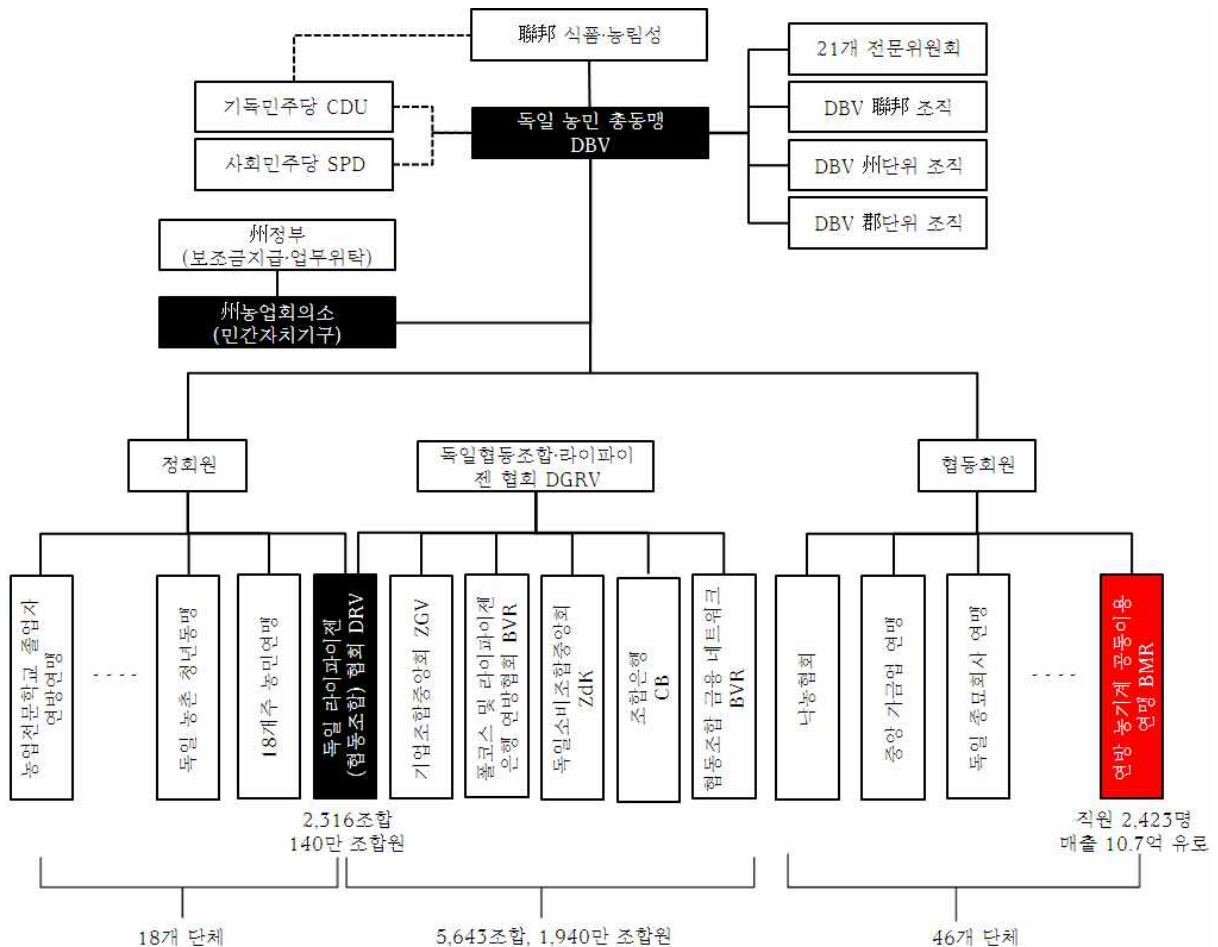 聯邦 식품·농림성
21개 전문위원회
기독민주당 CDU
DBV 聯邦 조직
독일 농민 총동맹
DBV
사회민주당 SPD
DBV 州단위 조직
DBV 郡단위 조직
州정부
(보조금지급·업무위탁)
州농업회의소
(민간자치기구)
정회원
독일협동조합·라이파이
젠 협회 DGRV
협동회원
농업전문학교 졸업자
연방연맹
독일 농촌 청년동맹
18개주 농민연맹
독일 라이파이젠
(협동조합) 협회 DRV
기업조합중앙회 ZGV
폴코스 및 라이파이젠
은행 연방협회 BVR
독일소비조합중앙회
ZdK
조합은행
CB
협동조합 금융 네트워크
BVR
낙농협회
중앙 가금업 연맹
독일 종묘회사 연맹
연방 농기계 공동이용
연맹 BMR
2,316조합
140만 조합원
직원 2,423명
매출 10.7억 유로
18개 단체
5,643조합, 1,940만 조합원
46개 단체